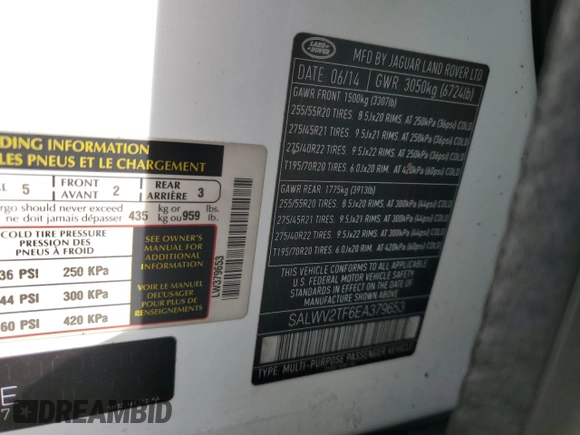 LAND ROVER
MFD BY JAGUAR LAND ROVER LTD
DATE: 06/14 GWR 3050kg (6724lb)
GAWR FRONT 1500kg (3307lb)
255/55R20 TIRES 8.5Jx20 RIMS AT 250kPa (36psi) COLD
275/45R21 TIRES 9.5Jx21 RIMS AT 250kPa (36psi) COLD
275/40R22 TIRES 9.5Jx22 RIMS AT 250kPa (36psi) COLD
T195/70R20 TIRES 6.0Jx20 RIM AT 420kPa (60psi) COLD
GAWR REAR 1775kg (3913lb)
255/55R20 TIRES 8.5Jx20 RIMS AT 300kPa (44psi) COLD
275/45R21 TIRES 9.5Jx21 RIMS AT 300kPa (44psi) COLD
275/40R22 TIRES 9.5Jx22 RIMS AT 300kPa (44psi) COLD
T195/70R20 TIRES 6.0Jx20 RIM AT 420kPa (60psi) COLD
THIS VEHICLE CONFORMS TO ALL APPLICABLE
U.S. FEDERAL MOTOR VEHICLE SAFETY
STANDARDS IN EFFECT ON THE DATE OF
MANUFACTURE SHOWN ABOVE
SALWV2TF6EA379653
TYPE: MULTI-PURPOSE PASSENGER VEHICLE
DING INFORMATION
LES PNEUS ET LE CHARGEMENT
AL 5 FRONT AVANT 2 REAR ARRIÈRE 3
rgo should never exceed
ne doit jamais dépasser 435 kg or kg ou 959 lbs. lb.
COLD TIRE PRESSURE
PRESSION DES
PNEUS À FROID
36 PSI 250 KPa
44 PSI 300 KPa
60 PSI 420 KPa
SEE OWNER'S
MANUAL FOR
ADDITIONAL
INFORMATION
VOIR LE MANUEL
DE L'USAGER
POUR PLUS DE
RENSEIGNEMENTS
LW379653
E
7
DREAMBID